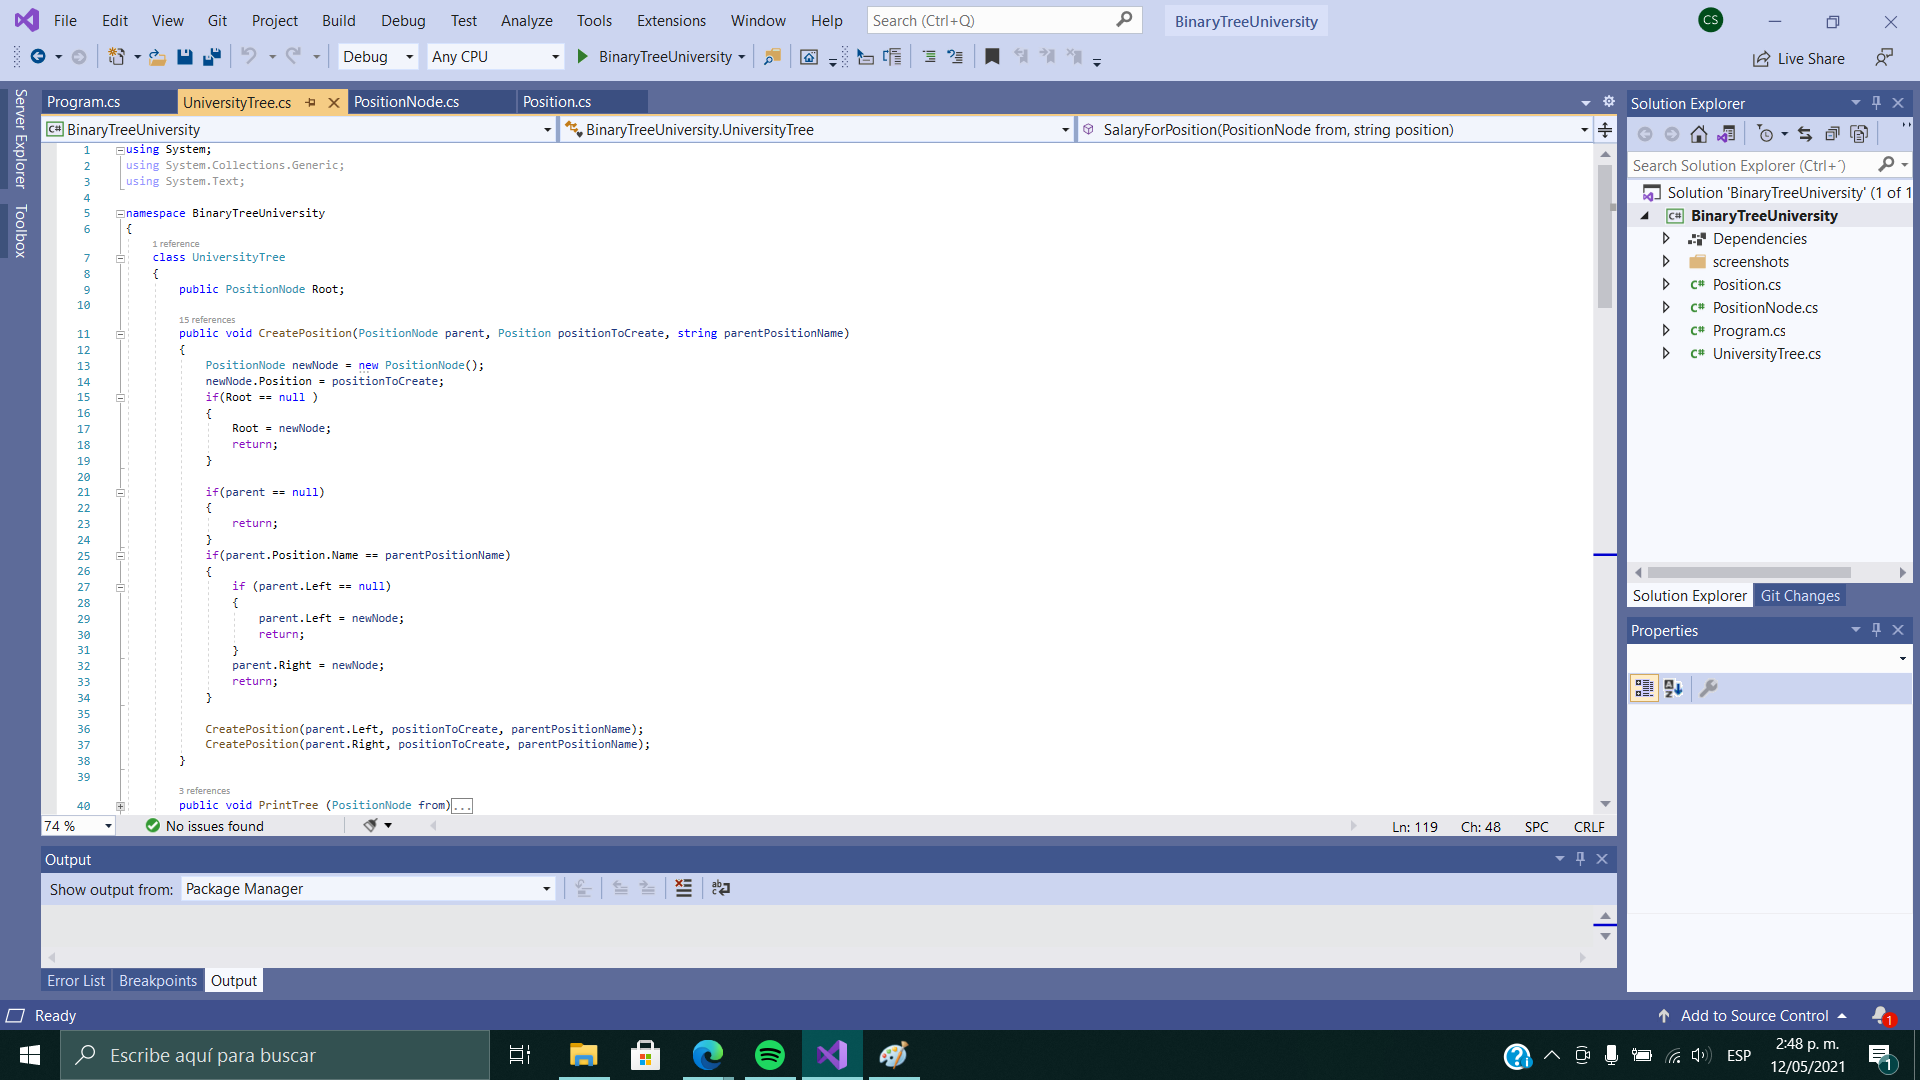 File Edit View Git Project Build Debug Test Analyze Tools Extensions Window Help Search (Ctrl+Q) BinaryTreeUniversity CS
Debug Any CPU BinaryTreeUniversity Live Share
Server Explorer
Toolbox
Program.cs UniversityTree.cs PositionNode.cs Position.cs
C# BinaryTreeUniversity BinaryTreeUniversity.UniversityTree SalaryForPosition(PositionNode from, string position)
1 using System;
2 using System.Collections.Generic;
3 using System.Text;
4
5 namespace BinaryTreeUniversity
6 {
1 reference
7 class UniversityTree
8 {
9 public PositionNode Root;
10
15 references
11 public void CreatePosition(PositionNode parent, Position positionToCreate, string parentPositionName)
12 {
13 PositionNode newNode = new PositionNode();
14 newNode.Position = positionToCreate;
15 if(Root == null )
16 {
17 Root = newNode;
18 return;
19 }
20
21 if(parent == null)
22 {
23 return;
24 }
25 if(parent.Position.Name == parentPositionName)
26 {
27 if (parent.Left == null)
28 {
29 parent.Left = newNode;
30 return;
31 }
32 parent.Right = newNode;
33 return;
34 }
35
36 CreatePosition(parent.Left, positionToCreate, parentPositionName);
37 CreatePosition(parent.Right, positionToCreate, parentPositionName);
38 }
39
3 references
40 public void PrintTree (PositionNode from)...
74 % No issues found Ln: 119 Ch: 48 SPC CRLF
Output
Show output from: Package Manager
Error List Breakpoints Output
Solution Explorer
Search Solution Explorer (Ctrl+´)
Solution 'BinaryTreeUniversity' (1 of 1
C# BinaryTreeUniversity
Dependencies
screenshots
C# Position.cs
C# PositionNode.cs
C# Program.cs
C# UniversityTree.cs
Solution Explorer Git Changes
Properties
Ready Add to Source Control 1
Escribe aquí para buscar ESP 2:48 p. m.
12/05/2021 1